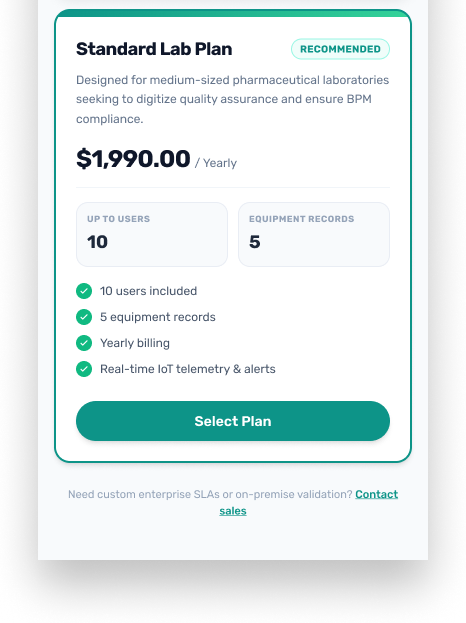 Standard Lab Plan
RECOMMENDED
Designed for medium-sized pharmaceutical laboratories
seeking to digitize quality assurance and ensure BPM
compliance.
$1,990.00 / Yearly
UP TO USERS
10
EQUIPMENT RECORDS
5
10 users included
5 equipment records
Yearly billing
Real-time IoT telemetry & alerts
Select Plan
Need custom enterprise SLAs or on-premise validation? Contact
sales